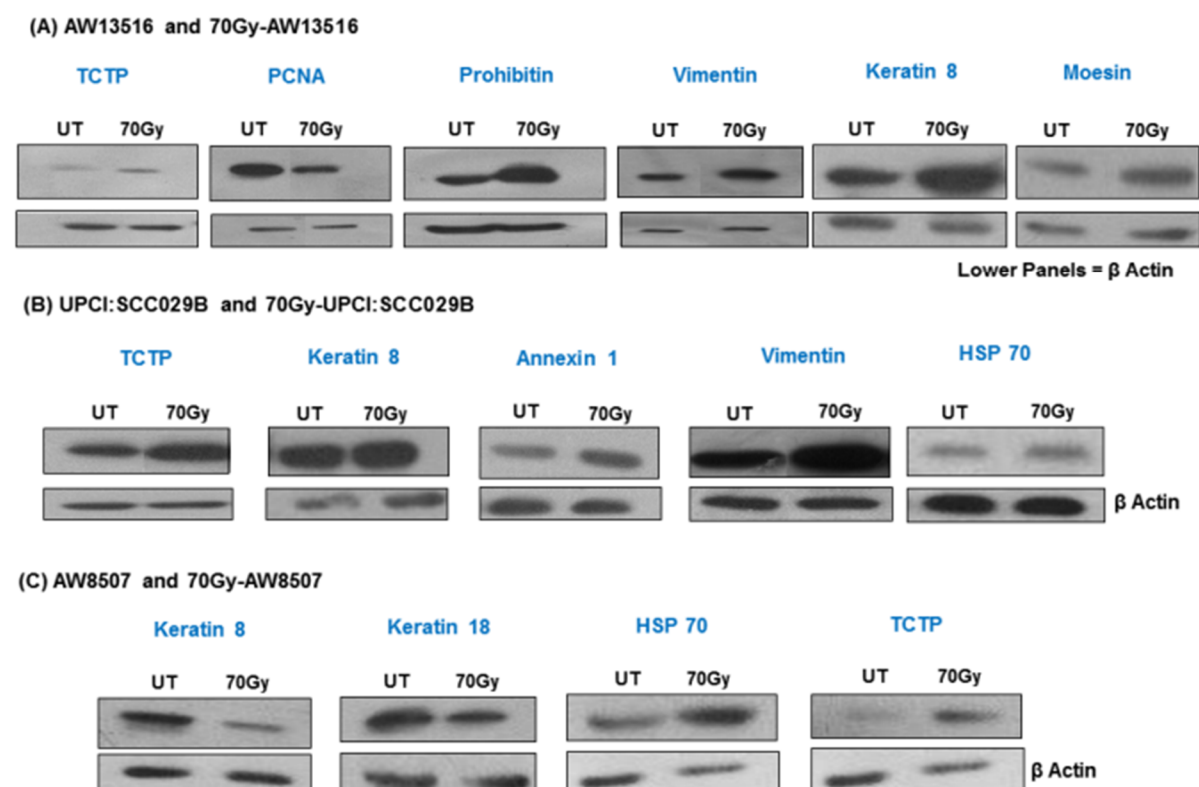 (A) AW13516 and 70Gy-AW13516
TCTP PCNA Prohibitin Vimentin Keratin 8 Moesin
UT 70Gy UT 70Gy UT 70Gy UT 70Gy UT 70Gy UT 70Gy
Lower Panels = β Actin
(B) UPCI:SCC029B and 70Gy-UPCI:SCC029B
TCTP Keratin 8 Annexin 1 Vimentin HSP 70
UT 70Gy UT 70Gy UT 70Gy UT 70Gy UT 70Gy
β Actin
(C) AW8507 and 70Gy-AW8507
Keratin 8 Keratin 18 HSP 70 TCTP
UT 70Gy UT 70Gy UT 70Gy UT 70Gy
β Actin